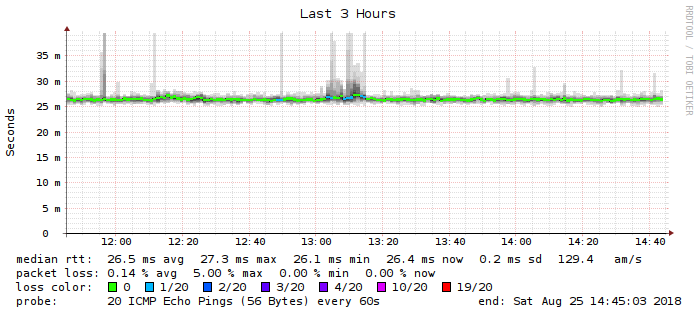 Last 3 Hours
RRDTOOL / TOBI OETIKER
Seconds
35 m
30 m
25 m
20 m
15 m
10 m
5 m
0
12:00 12:20 12:40 13:00 13:20 13:40 14:00 14:20 14:40
median rtt: 26.5 ms avg 27.3 ms max 26.1 ms min 26.4 ms now 0.2 ms sd 129.4 am/s
packet loss: 0.14 % avg 5.00 % max 0.00 % min 0.00 % now
loss color: 0 1/20 2/20 3/20 4/20 10/20 19/20
probe: 20 ICMP Echo Pings (56 Bytes) every 60s end: Sat Aug 25 14:45:03 2018